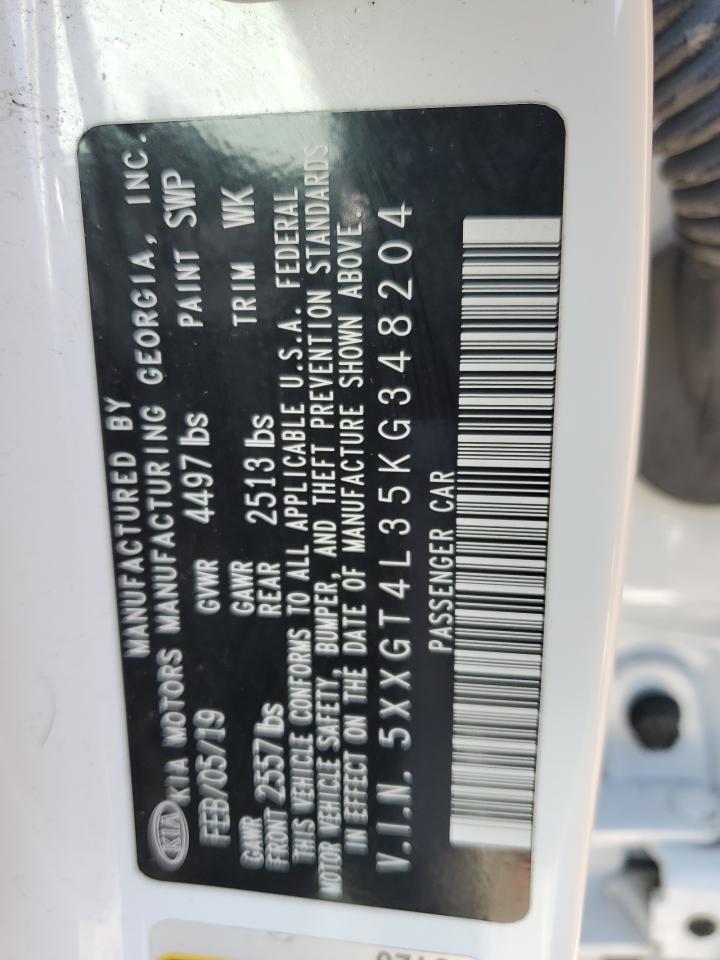 MANUFACTURED BY
KIA KIA MOTORS MANUFACTURING GEORGIA, INC.
FEB/05/19 GVWR 4497 lbs PAINT SWP
GAWR FRONT 2557 lbs GAWR REAR 2513 lbs TRIM WK
THIS VEHICLE CONFORMS TO ALL APPLICABLE U.S.A. FEDERAL
MOTOR VEHICLE SAFETY, BUMPER, AND THEFT PREVENTION STANDARDS
IN EFFECT ON THE DATE OF MANUFACTURE SHOWN ABOVE.
V.I.N. 5XXGT4L35KG348204
PASSENGER CAR